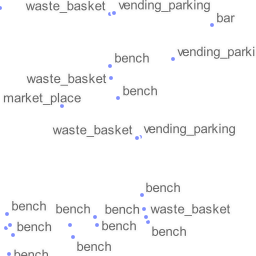 waste_basket vending_parking
bar
vending_parki
bench
waste_basket
bench
market_place
waste_basket vending_parking
bench
bench bench bench waste_basket
bench bench bench
bench
bench